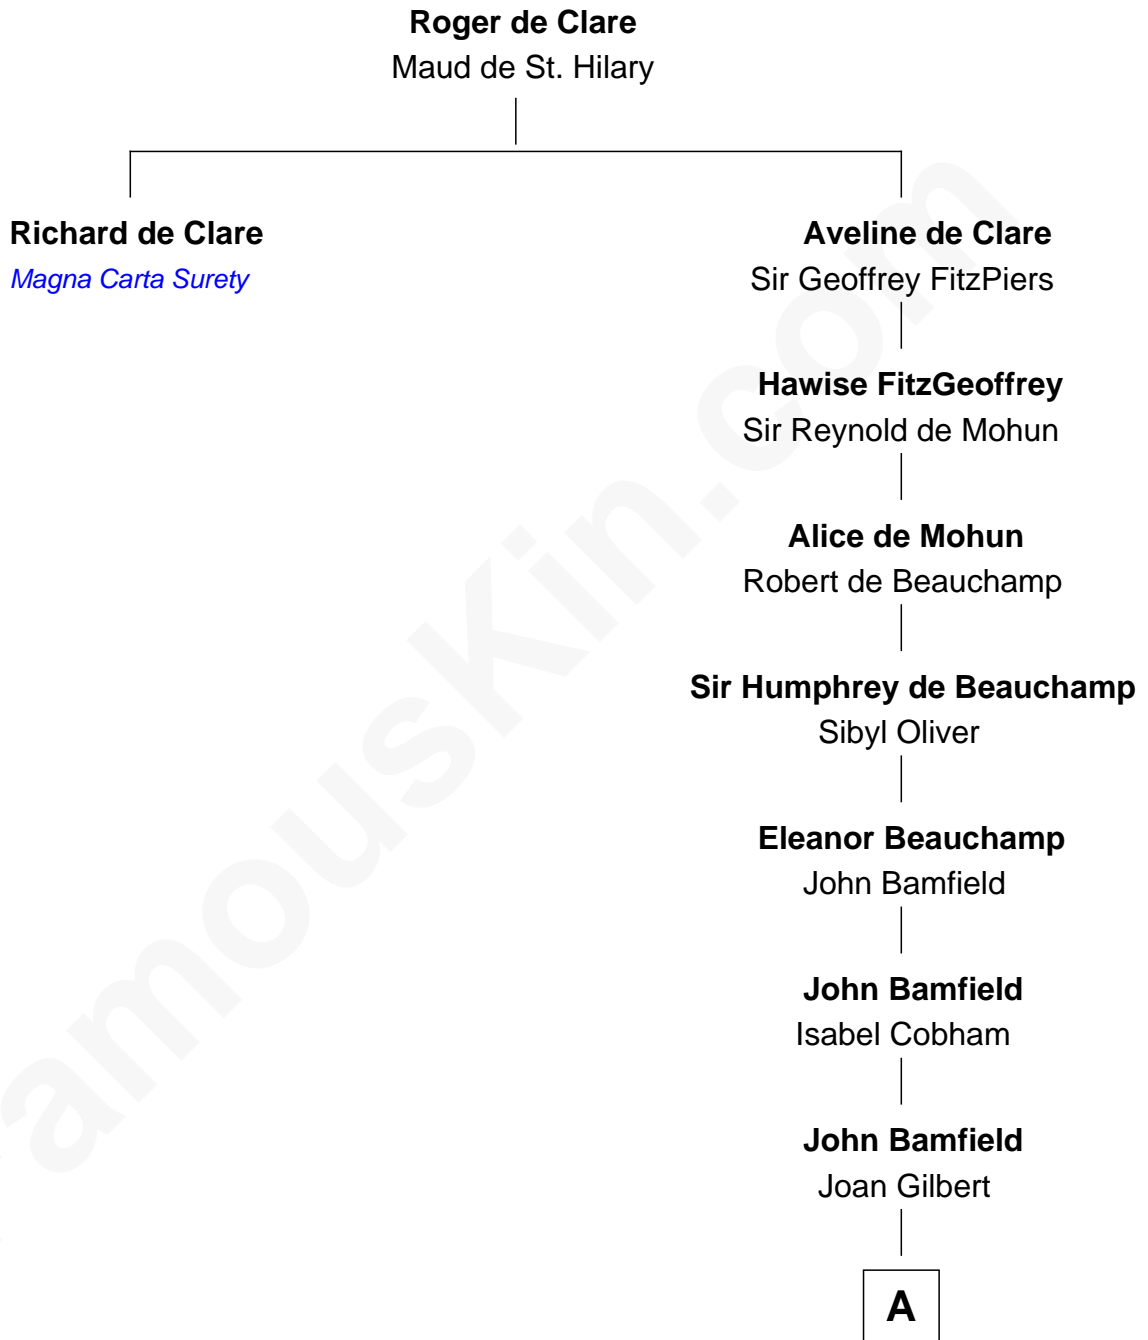 Roger de Clare
Maud de St. Hilary
Richard de Clare
Magna Carta Surety
Aveline de Clare
Sir Geoffrey FitzPiers
Hawise FitzGeoffrey
Sir Reynold de Mohun
Alice de Mohun
Robert de Beauchamp
Sir Humphrey de Beauchamp
Sibyl Oliver
Eleanor Beauchamp
John Bamfield
John Bamfield
Isabel Cobham
John Bamfield
Joan Gilbert
A
amouskin.com